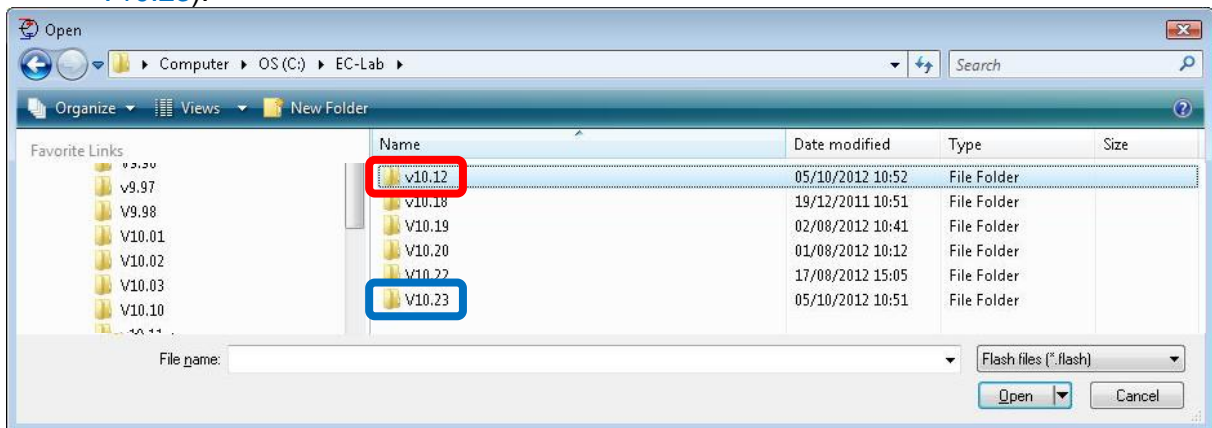 V10.23).
Open
Computer ▸ OS (C:) ▸ EC-Lab ▸
Search
Organize Views New Folder
Favorite Links
v9.97
V9.98
V10.01
V10.02
V10.03
V10.10
Name Date modified Type Size
v10.12 05/10/2012 10:52 File Folder
v10.18 19/12/2011 10:51 File Folder
V10.19 02/08/2012 10:41 File Folder
V10.20 01/08/2012 10:12 File Folder
V10.22 17/08/2012 15:05 File Folder
V10.23 05/10/2012 10:51 File Folder
File name: Flash files (*.flash)
Open Cancel